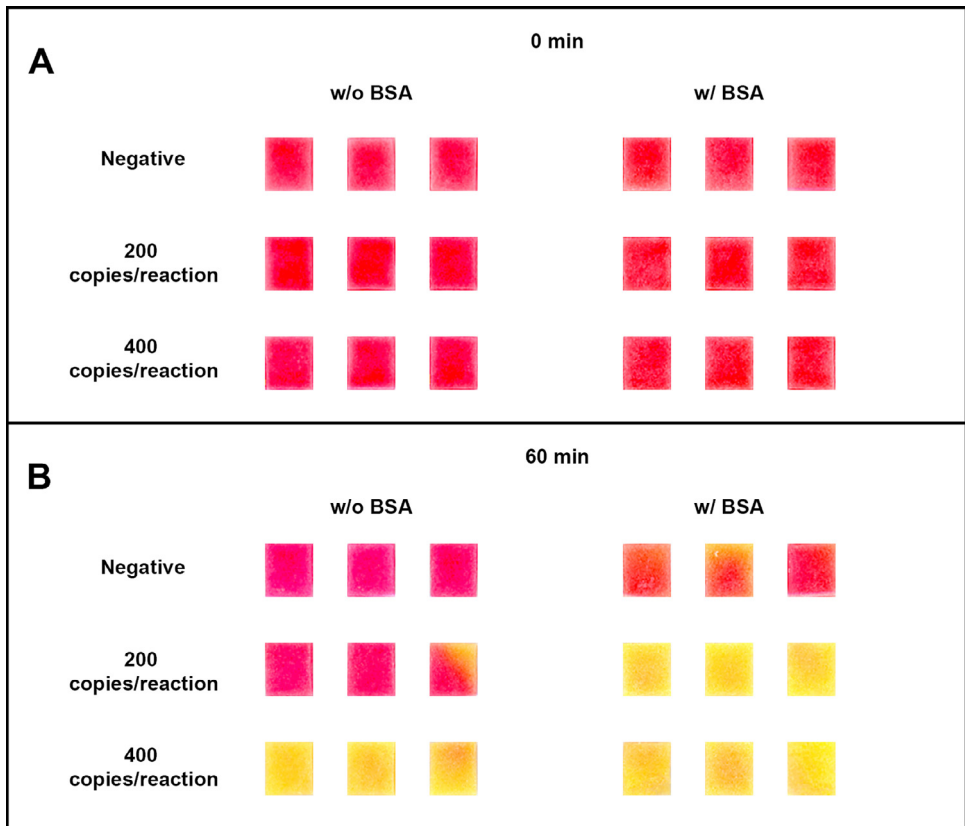 A
0 min
w/o BSA
w/ BSA
Negative
200
copies/reaction
400
copies/reaction
B
60 min
w/o BSA
w/ BSA
Negative
200
copies/reaction
400
copies/reaction